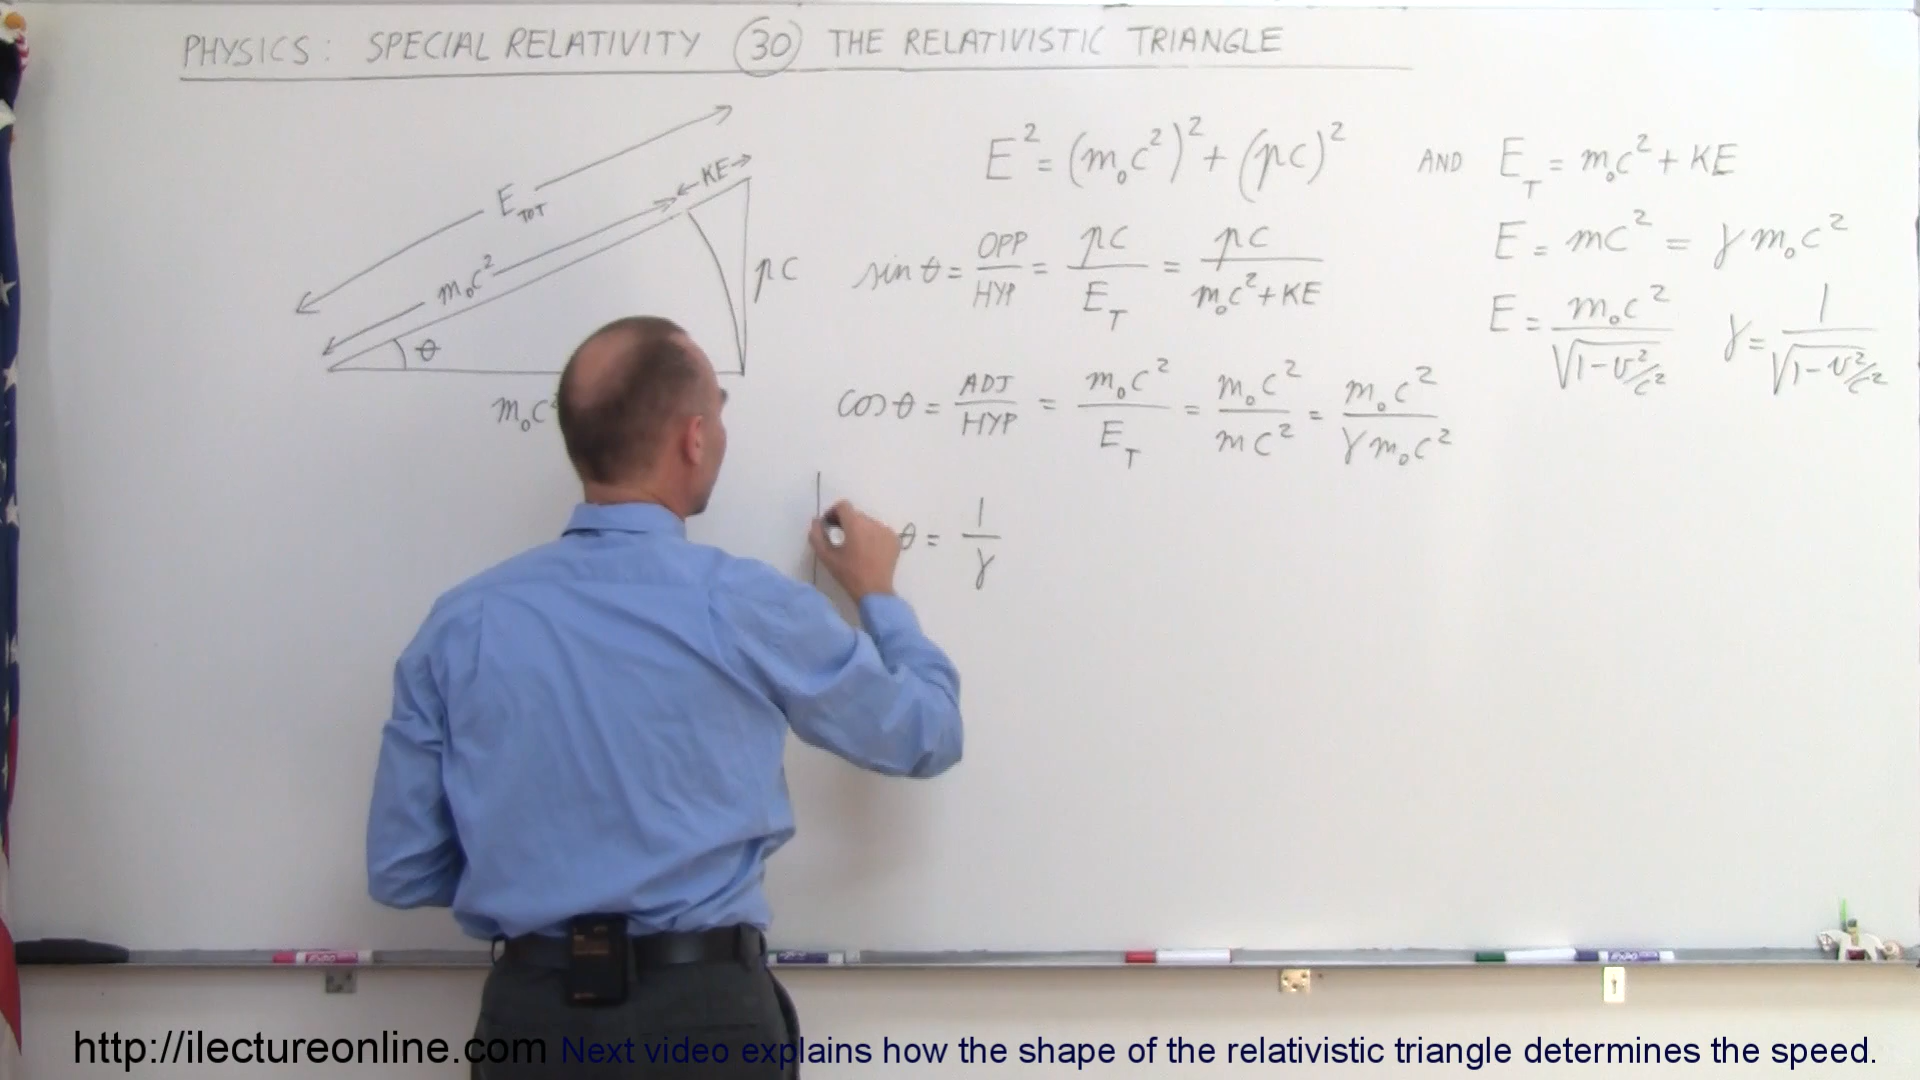 PHYSICS: SPECIAL RELATIVITY 30 THE RELATIVISTIC TRIANGLE
E_TOT
KE
m₀c²
pc
θ
m₀c²
E² = (m₀c²)² + (pc)² AND E_T = m₀c² + KE
E = mc² = γm₀c²
sin θ = OPP/HYP = pc/E_T = pc/(m₀c² + KE)
E = m₀c²/√(1 - v²/c²) γ = 1/√(1 - v²/c²)
cos θ = ADJ/HYP = m₀c²/E_T = m₀c²/mc² = m₀c²/γm₀c²
θ = 1/γ
http://ilectureonline.com Next video explains how the shape of the relativistic triangle determines the speed.